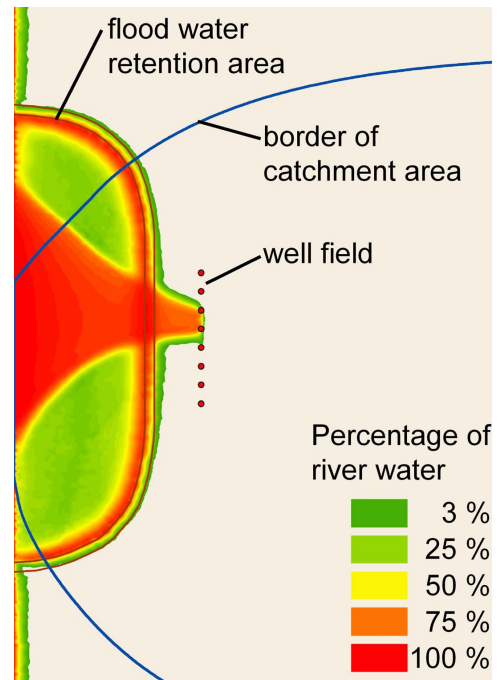 flood water
retention area
border of
catchment area
well field
Percentage of
river water
3 %
25 %
50 %
75 %
100 %